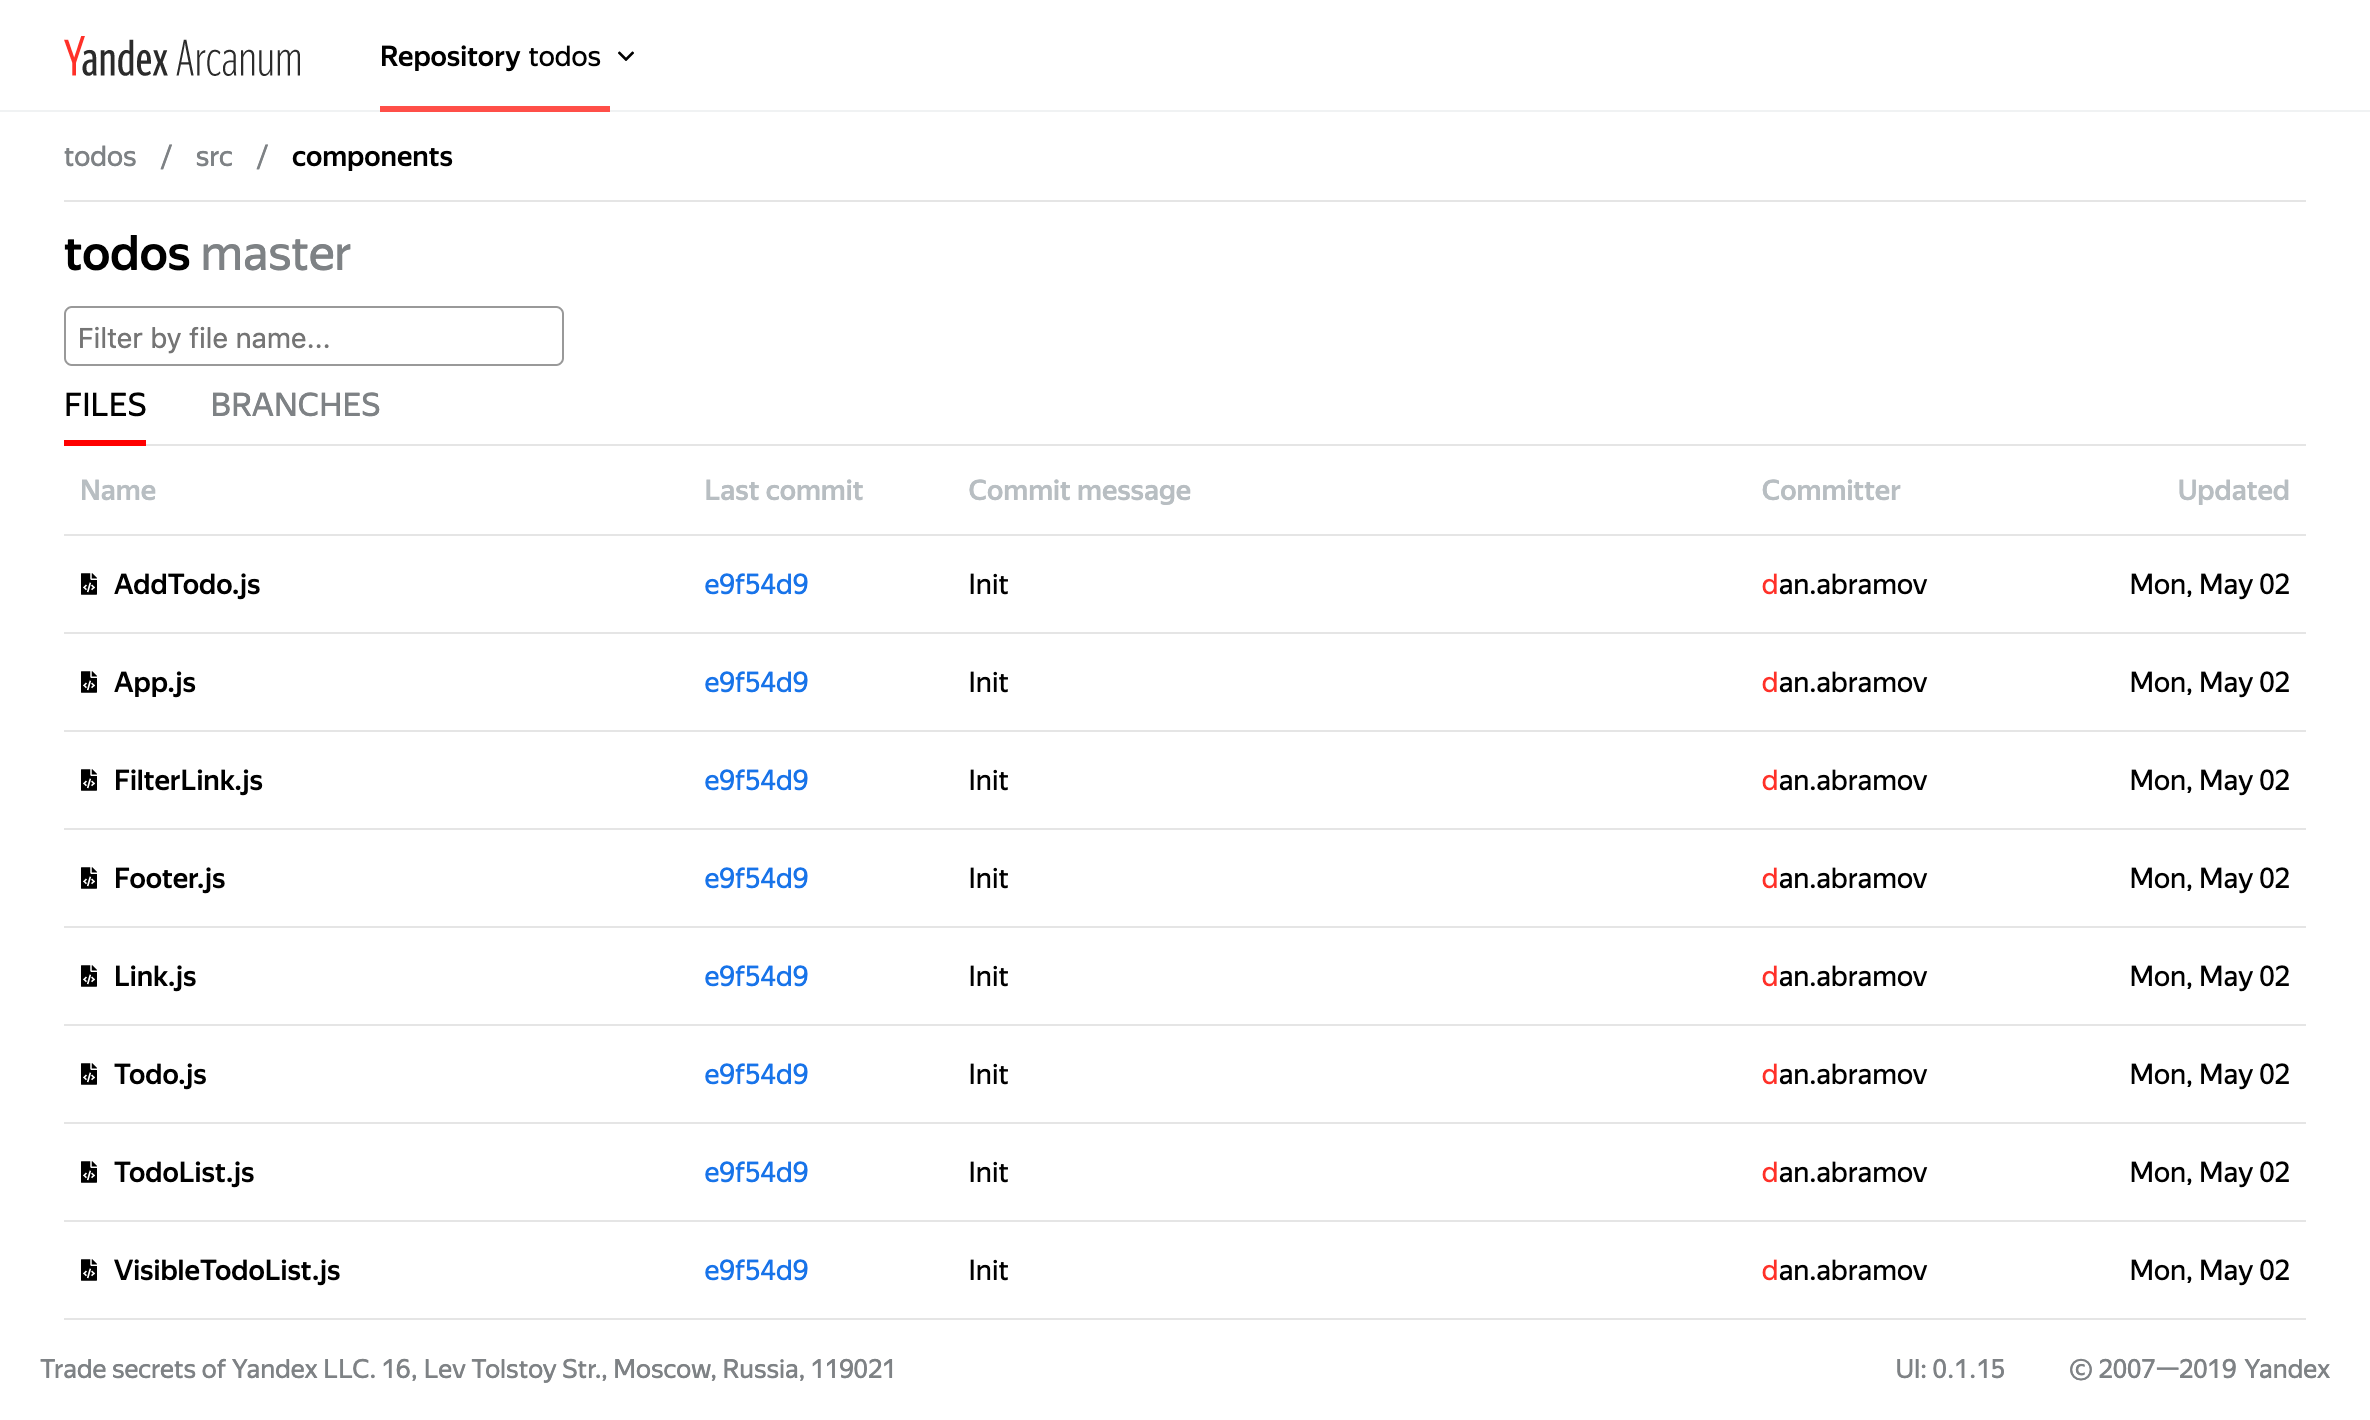 Yandex Arcanum Repository todos
todos / src / components
todos master
Filter by file name...
FILES BRANCHES
Name Last commit Commit message Committer Updated
AddTodo.js e9f54d9 Init dan.abramov Mon, May 02
App.js e9f54d9 Init dan.abramov Mon, May 02
FilterLink.js e9f54d9 Init dan.abramov Mon, May 02
Footer.js e9f54d9 Init dan.abramov Mon, May 02
Link.js e9f54d9 Init dan.abramov Mon, May 02
Todo.js e9f54d9 Init dan.abramov Mon, May 02
TodoList.js e9f54d9 Init dan.abramov Mon, May 02
VisibleTodoList.js e9f54d9 Init dan.abramov Mon, May 02
Trade secrets of Yandex LLC. 16, Lev Tolstoy Str., Moscow, Russia, 119021 UI: 0.1.15 © 2007—2019 Yandex